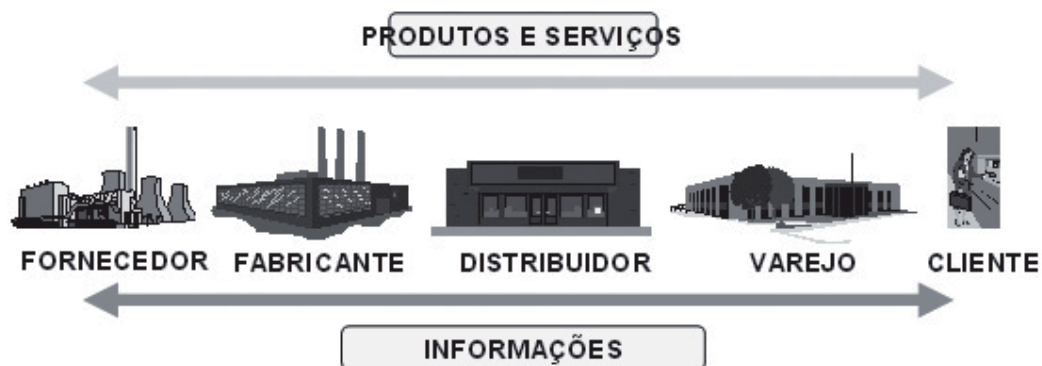 PRODUTOS E SERVIÇOS
FORNECEDOR FABRICANTE DISTRIBUIDOR VAREJO CLIENTE
INFORMAÇÕES